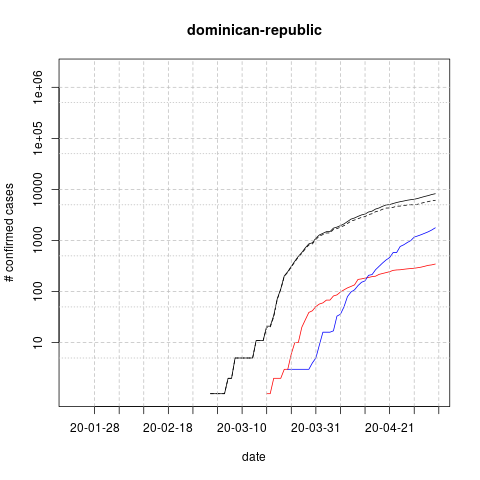 dominican-republic
# confirmed cases
1e+06
1e+05
10000
1000
100
10
20-01-28 20-02-18 20-03-10 20-03-31 20-04-21
date